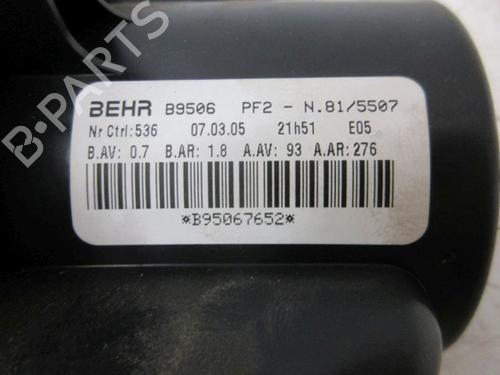 BEHR B9506 PF2 - N.81/5507
Nr Ctrl:536 07.03.05 21h51 E05
B.AV: 0.7 B.AR: 1.8 A.AV: 93 A.AR:276
*B95067652*
B-PARTS